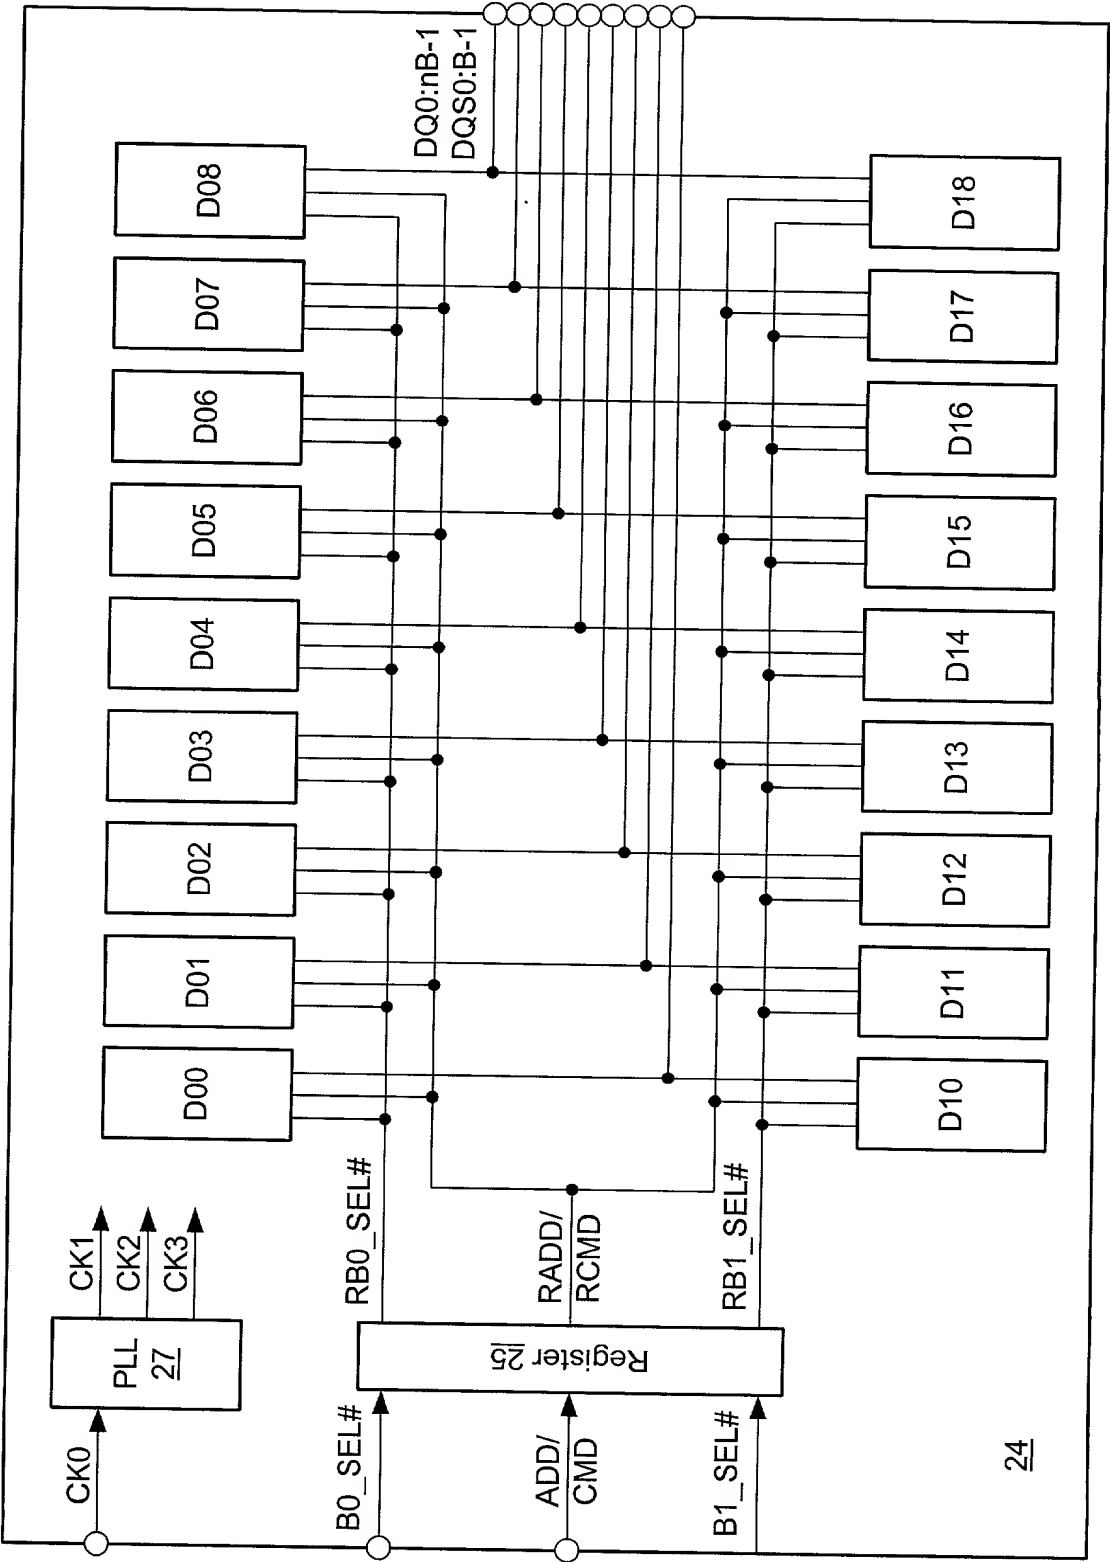 DQ0:nB-1
DQS0:B-1
D08
D07
D06
D05
D04
D03
D02
D01
D00
D18
D17
D16
D15
D14
D13
D12
D11
D10
CK1
CK2
CK3
PLL
27
CK0
RB0_SEL#
RADD/
RCMD
RB1_SEL#
Register 25
B0_SEL#
ADD/
CMD
B1_SEL#
24